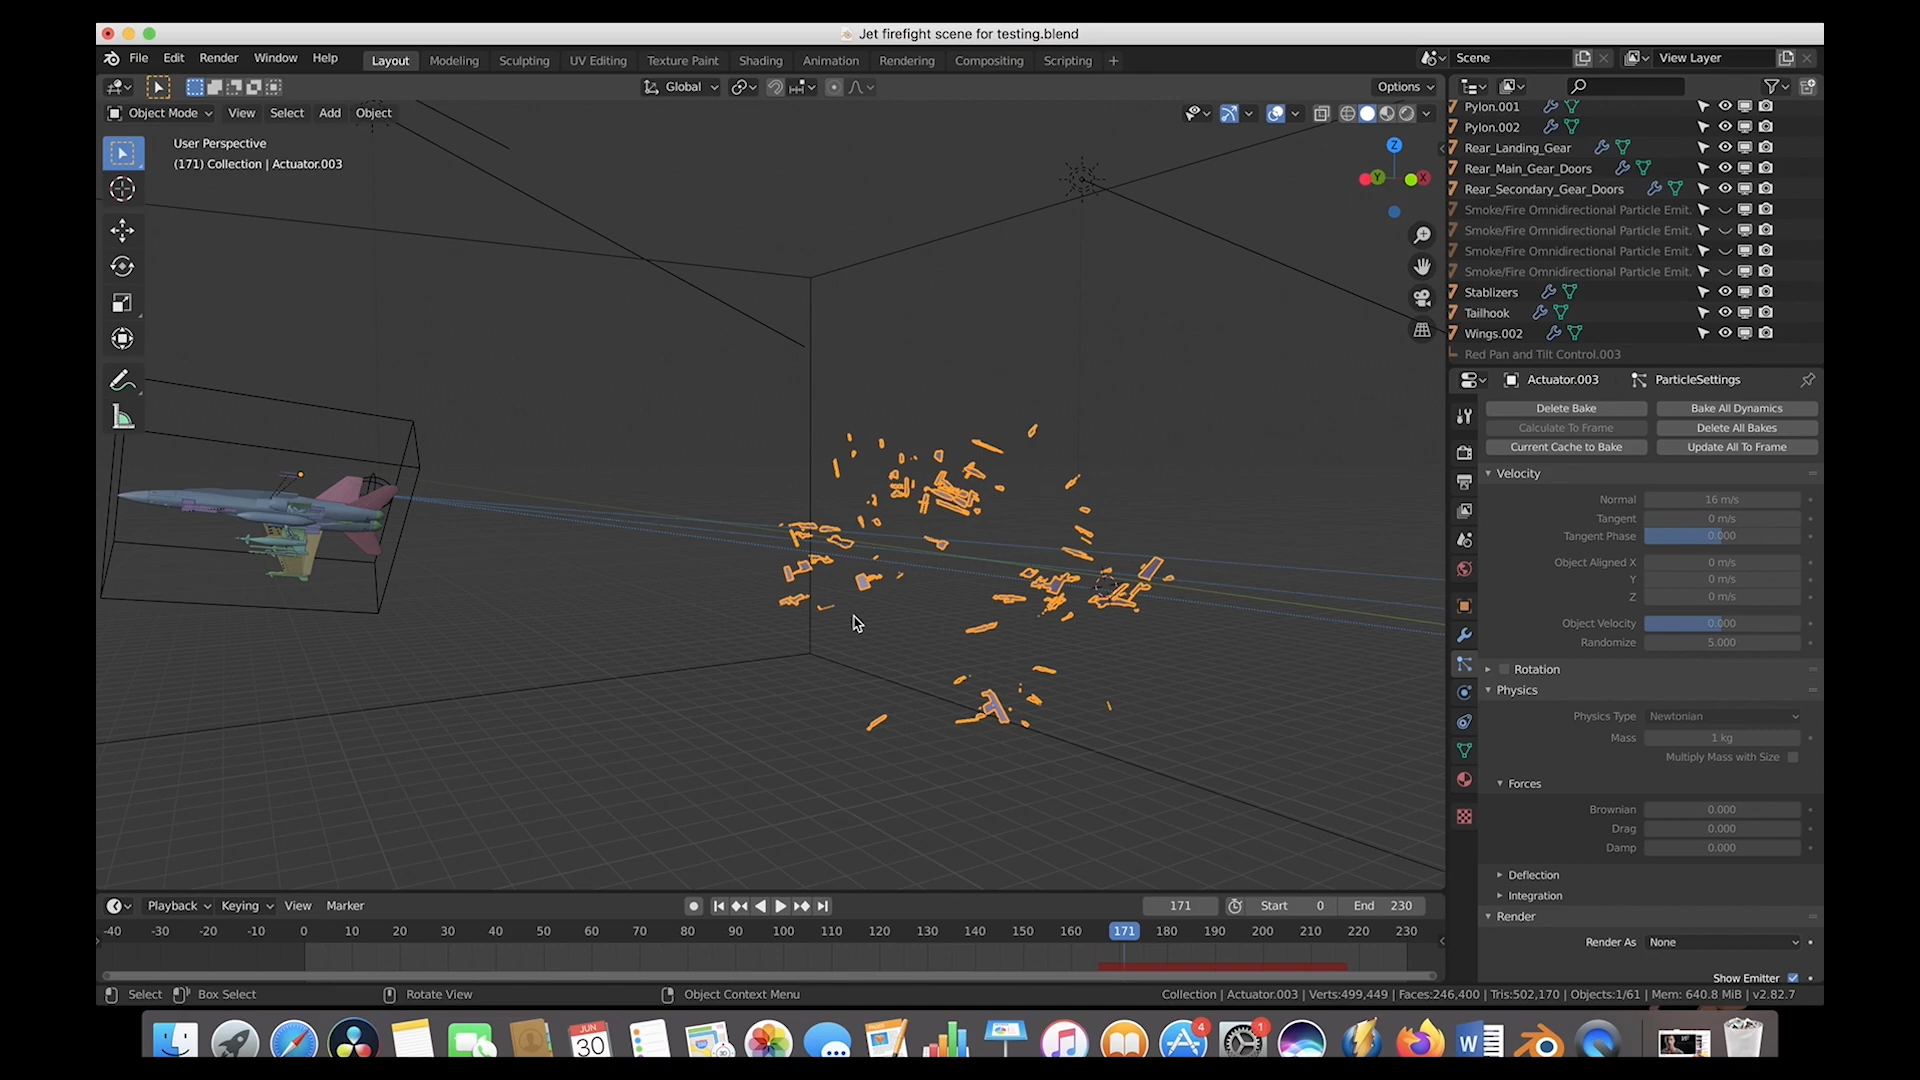 Jet firefight scene for testing.blend
File Edit Render Window Help Layout Modeling Sculpting UV Editing Texture Paint Shading Animation Rendering Compositing Scripting + Scene View Layer
Global Options
Object Mode View Select Add Object
User Perspective
(171) Collection | Actuator.003
Z
Y X
Pylon.001
Pylon.002
Rear_Landing_Gear
Rear_Main_Gear_Doors
Rear_Secondary_Gear_Doors
Smoke/Fire Omnidirectional Particle Emit.
Smoke/Fire Omnidirectional Particle Emit.
Smoke/Fire Omnidirectional Particle Emit.
Smoke/Fire Omnidirectional Particle Emit.
Stablizers
Tailhook
Wings.002
Red Pan and Tilt Control.003
Actuator.003 ParticleSettings
Delete Bake Bake All Dynamics
Calculate To Frame Delete All Bakes
Current Cache to Bake Update All To Frame
Velocity
Normal 16 m/s
Tangent 0 m/s
Tangent Phase 0.000
Object Aligned X 0 m/s
Y 0 m/s
Z 0 m/s
Object Velocity 0.000
Randomize 5.000
Rotation
Physics
Physics Type Newtonian
Mass 1 kg
Multiply Mass with Size
Forces
Brownian 0.000
Drag 0.000
Damp 0.000
Deflection
Integration
Render
Render As None
Show Emitter
Playback Keying View Marker 171 Start 0 End 230
-40 -30 -20 -10 0 10 20 30 40 50 60 70 80 90 100 110 120 130 140 150 160 171 180 190 200 210 220 230
Select Box Select Rotate View Object Context Menu Collection | Actuator.003 | Verts:499,449 | Faces:246,400 | Tris:502,170 | Objects:1/61 | Mem: 640.8 MiB | v2.82.7
JUN
30
4
1
W